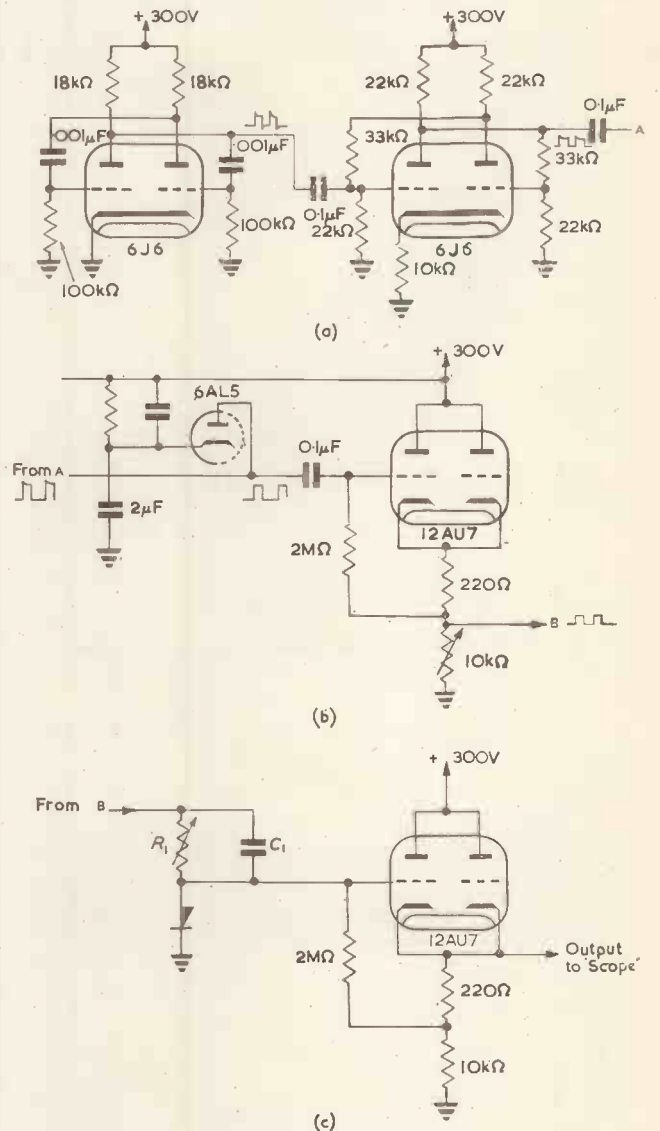 + 300V
+ 300V
18kΩ
18kΩ
22kΩ
22kΩ
0·1μF
A
·001μF
·001μF
33kΩ
33kΩ
0·1μF
22kΩ
100kΩ
22kΩ
6J6
6J6
10kΩ
100kΩ
(a)
+ 300V
6AL5
0·1μF
From A
2μF
12AU7
2MΩ
220Ω
B
10kΩ
(b)
+ 300V
From B
R₁
C₁
12AU7
2MΩ
Output
to 'Scope'
220Ω
10kΩ
(c)